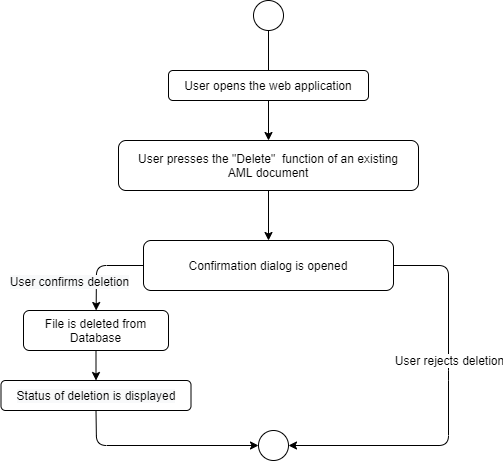 User opens the web application
User presses the "Delete" function of an existing
AML document
Confirmation dialog is opened
User confirms deletion
File is deleted from
Database
User rejects deletion
Status of deletion is displayed